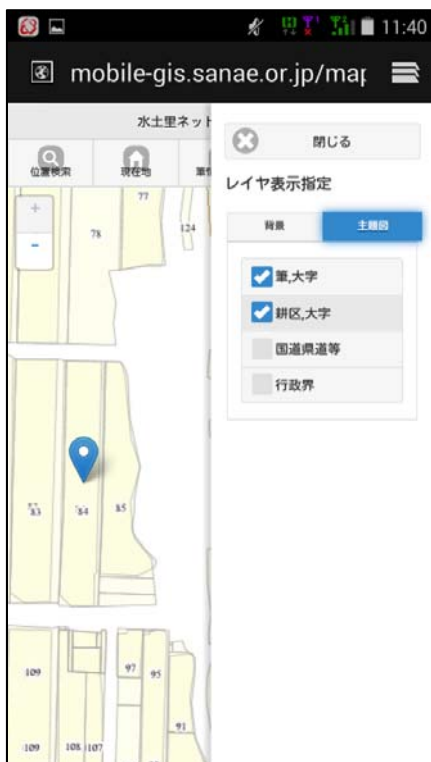 11:40
mobile-gis.sanae.or.jp/map
水土里ネット
閉じる
位置検索
現在地
レイヤ表示指定
背景
主題図
筆,大字
耕区,大字
国道県道等
行政界
+
-
77
78
124
83
84
85
109
97
95
91
109
108
107